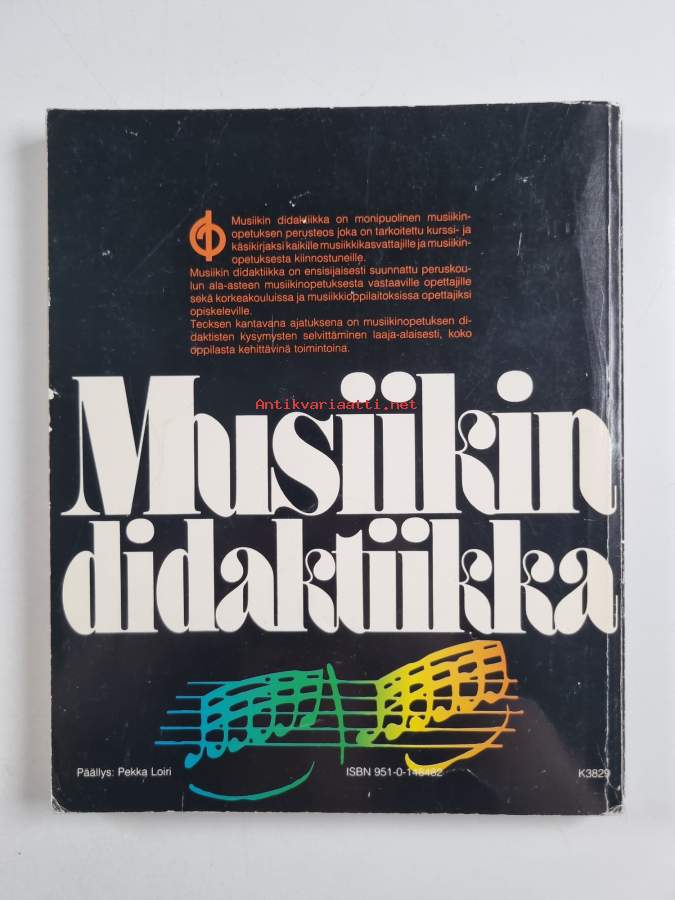 Musiikin didaktiikka on monipuolinen musiikin-
opetuksen perusteos joka on tarkoitettu kurssi- ja
käsikirjaksi kaikille musiikkikasvattajille ja musiikin-
opetuksesta kiinnostuneille.
Musiikin didaktiikka on ensisijaisesti suunnattu peruskou-
lun ala-asteen musiikinopetuksesta vastaaville opettajille
sekä korkeakouluissa ja musiikkioppilaitoksissa opettajiksi
opiskeleville.
Teoksen kantavana ajatuksena on musiikinopetuksen di-
daktisten kysymysten selvittäminen laaja-alaisesti, koko
oppilasta kehittävinä toimintoina.
Musiikin
Antikvariaatti.net
didaktiikka
Päällys: Pekka Loiri
ISBN 951-0-146482
K3829